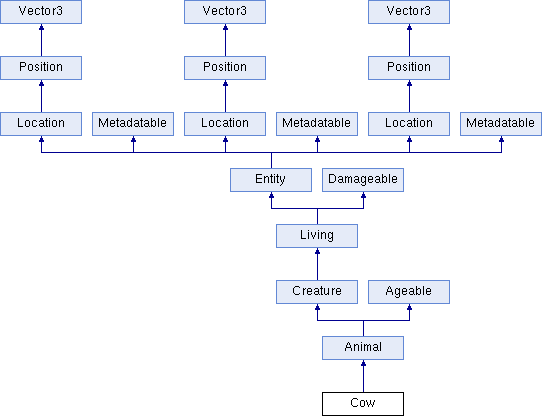 Vector3 Vector3 Vector3
Position Position Position
Location Metadatable Location Metadatable Location Metadatable
Entity Damageable
Living
Creature Ageable
Animal
Cow